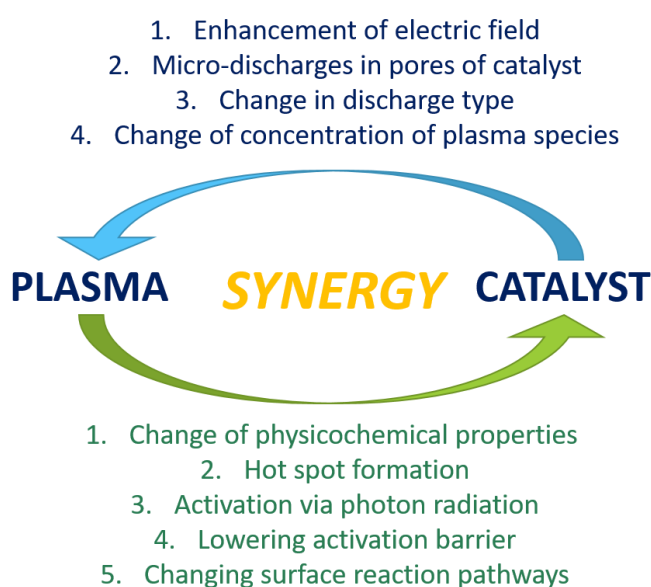 1. Enhancement of electric field
2. Micro-discharges in pores of catalyst
3. Change in discharge type
4. Change of concentration of plasma species
PLASMA SYNERGY CATALYST
1. Change of physicochemical properties
2. Hot spot formation
3. Activation via photon radiation
4. Lowering activation barrier
5. Changing surface reaction pathways